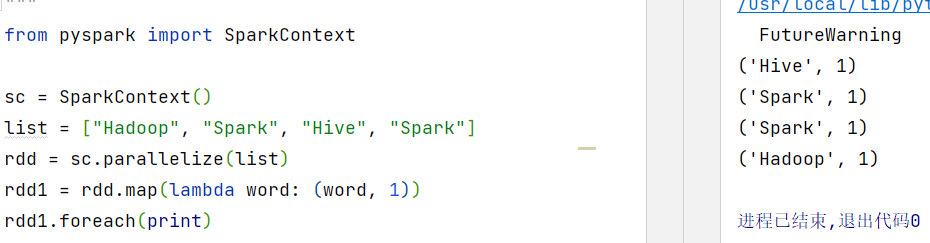 """
from pyspark import SparkContext
sc = SparkContext()
list = ["Hadoop", "Spark", "Hive", "Spark"]
rdd = sc.parallelize(list)
rdd1 = rdd.map(lambda word: (word, 1))
rdd1.foreach(print)
/usr/local/lib/pyt
FutureWarning
('Hive', 1)
('Spark', 1)
('Spark', 1)
('Hadoop', 1)
进程已结束,退出代码0